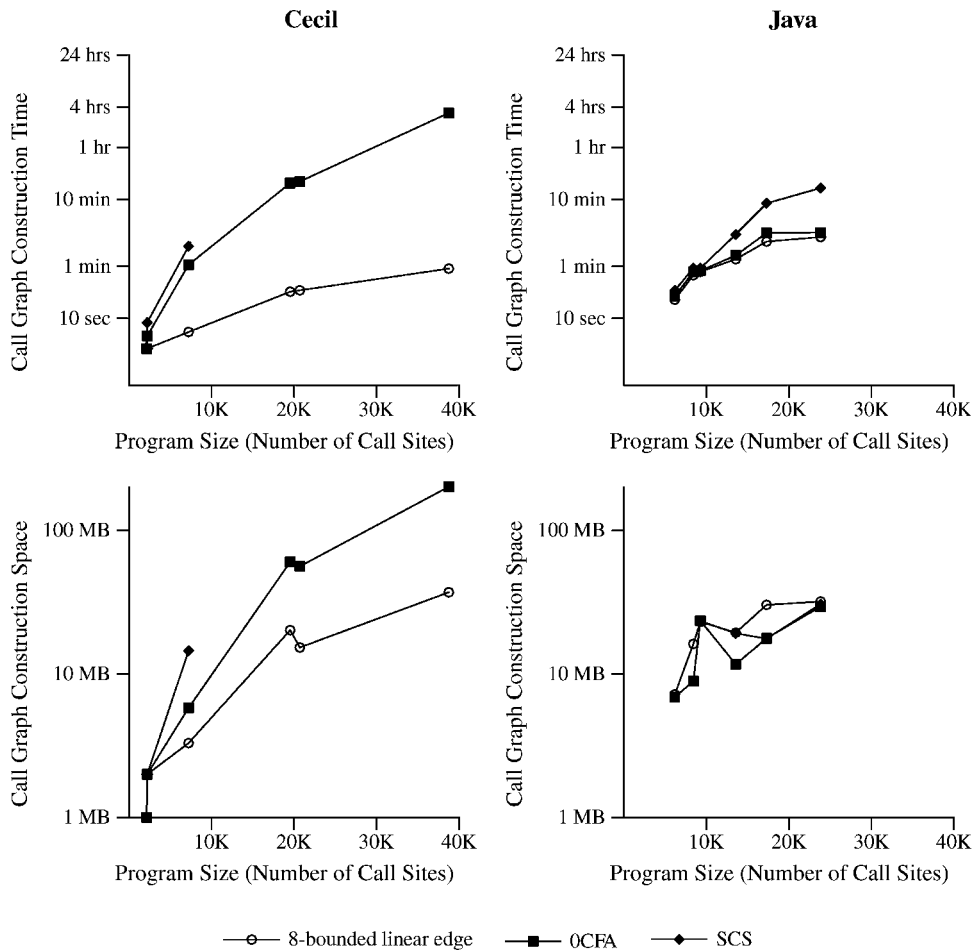 Cecil
Java
Call Graph Construction Time
24 hrs
4 hrs
1 hr
10 min
1 min
10 sec
10K
20K
30K
40K
Program Size (Number of Call Sites)
Call Graph Construction Time
24 hrs
4 hrs
1 hr
10 min
1 min
10 sec
10K
20K
30K
40K
Program Size (Number of Call Sites)
Call Graph Construction Space
100 MB
10 MB
1 MB
10K
20K
30K
40K
Program Size (Number of Call Sites)
Call Graph Construction Space
100 MB
10 MB
1 MB
10K
20K
30K
40K
Program Size (Number of Call Sites)
8-bounded linear edge
0CFA
SCS